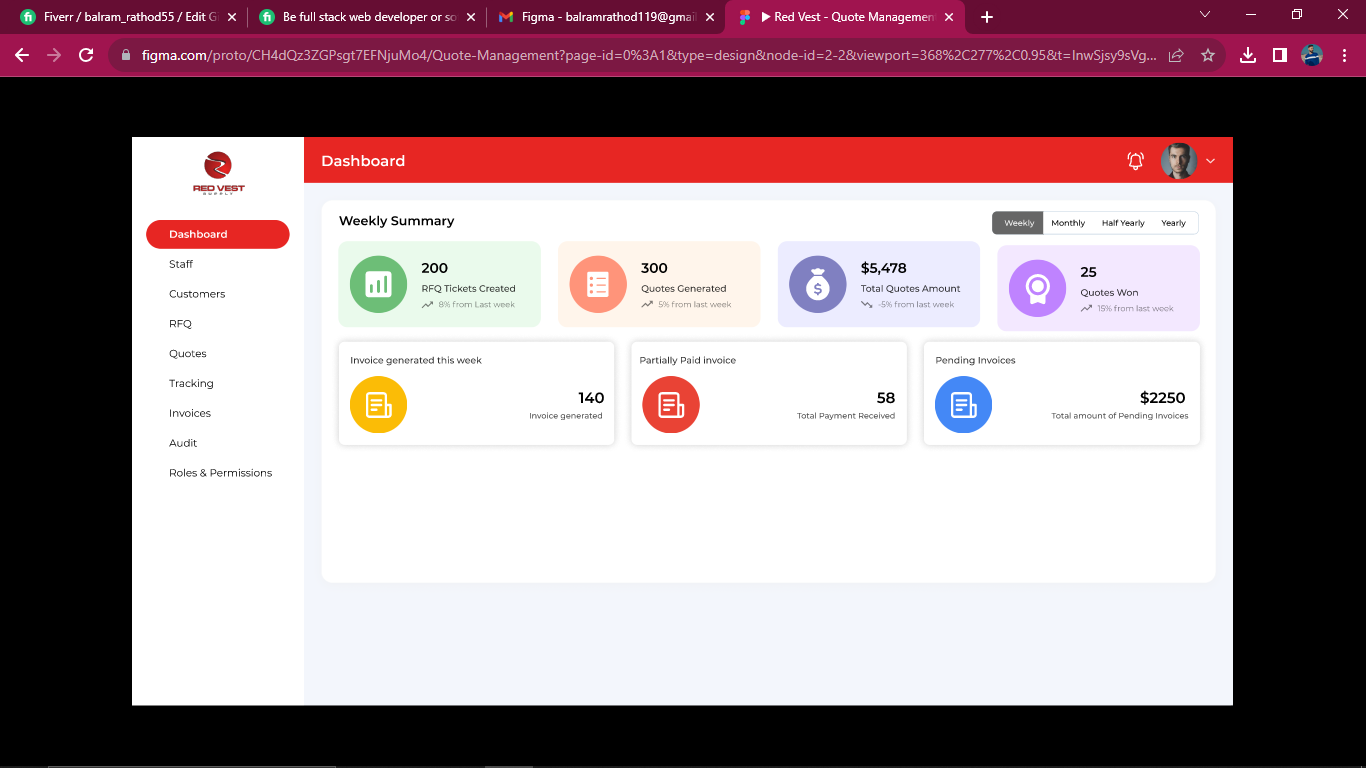 Fiverr / balram_rathod55 / Edit G
Be full stack web developer or so
Figma - balramrathod119@gmai
Red Vest - Quote Managemen
figma.com/proto/CH4dQz3ZGPsgt7EFNjuMo4/Quote-Management?page-id=0%3A1&type=design&node-id=2-2&viewport=368%2C277%2C0.95&t=InwSjsy9sVg...
RED VEST
SUPPLY
Dashboard
Dashboard
Staff
Customers
RFQ
Quotes
Tracking
Invoices
Audit
Roles & Permissions
Weekly Summary
Weekly Monthly Half Yearly Yearly
200
RFQ Tickets Created
8% from Last week
300
Quotes Generated
5% from last week
$5,478
Total Quotes Amount
-5% from last week
25
Quotes Won
15% from last week
Invoice generated this week
140
Invoice generated
Partially Paid invoice
58
Total Payment Received
Pending Invoices
$2250
Total amount of Pending Invoices